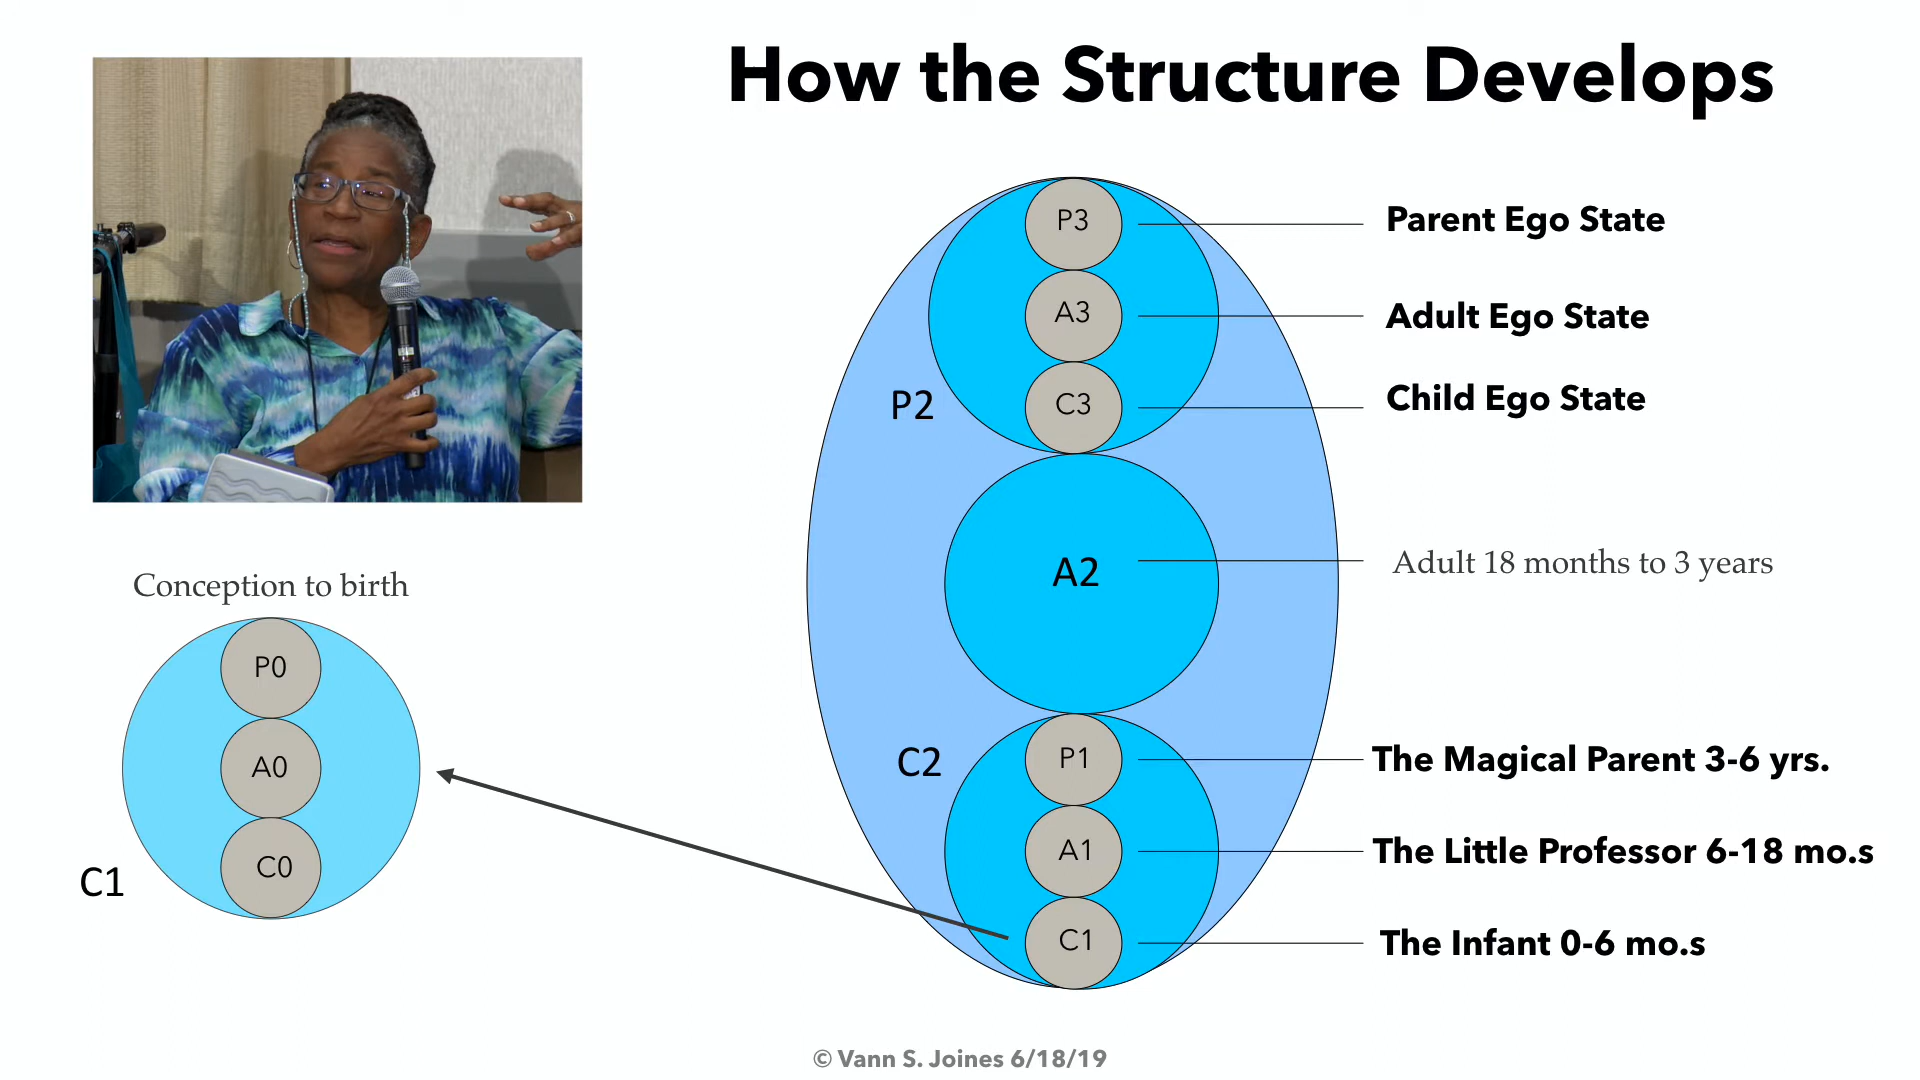 How the Structure Develops
P3
Parent Ego State
A3
Adult Ego State
P2
C3
Child Ego State
A2
Adult 18 months to 3 years
Conception to birth
P0
A0
C0
C1
C2
P1
The Magical Parent 3-6 yrs.
A1
The Little Professor 6-18 mo.s
C1
The Infant 0-6 mo.s
© Vann S. Joines 6/18/19